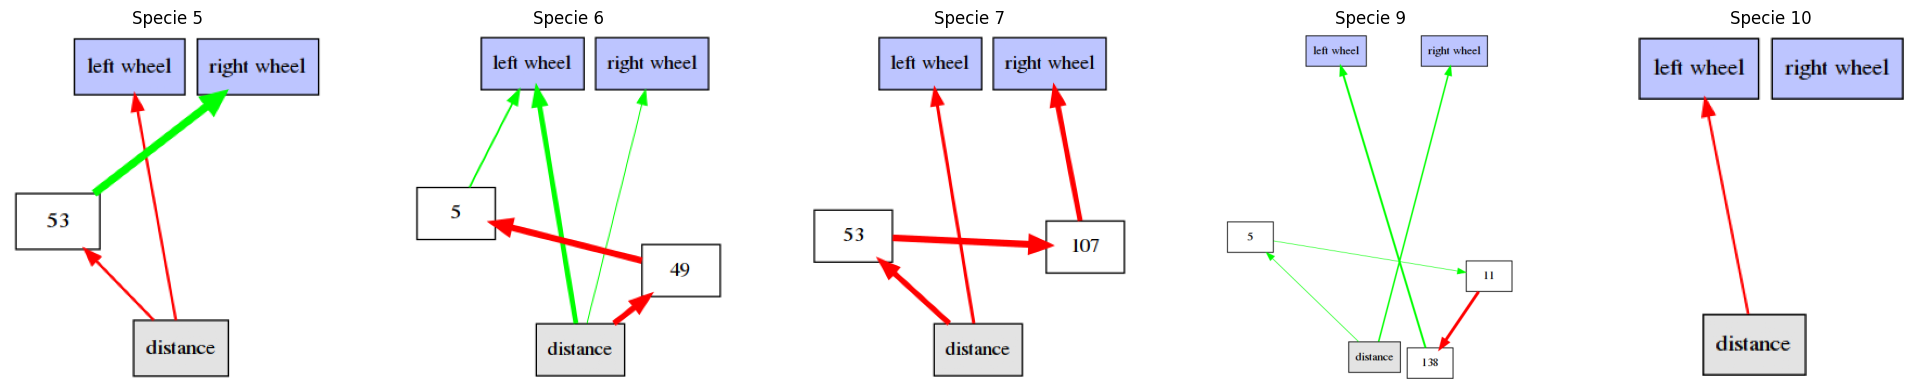 Specie 5
left wheel
right wheel
53
distance
Specie 6
left wheel
right wheel
5
49
distance
Specie 7
left wheel
right wheel
53
107
distance
Specie 9
left wheel
right wheel
5
11
distance
138
Specie 10
left wheel
right wheel
distance